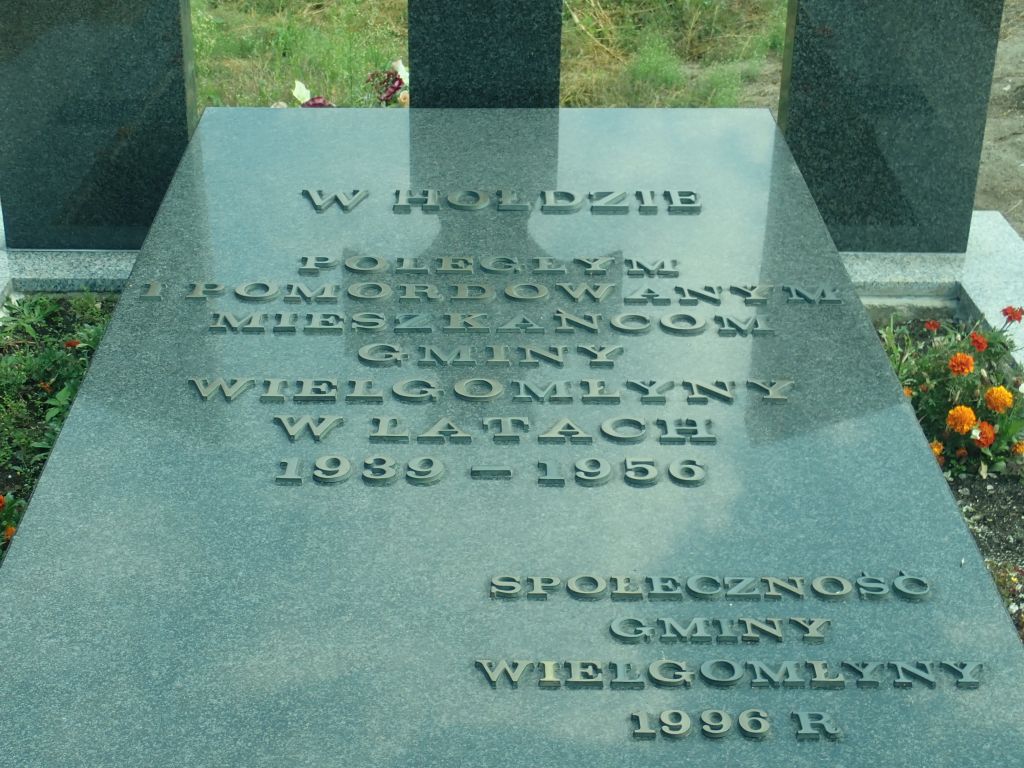 W HOŁDZIE
POLEGŁYM
I POMORDOWANYM
MIESZKAŃCOM
GMINY
WIELGOMŁYNY
W LATACH
1939 – 1956
SPOŁECZNOŚĆ
GMINY
WIELGOMŁYNY
1996 R